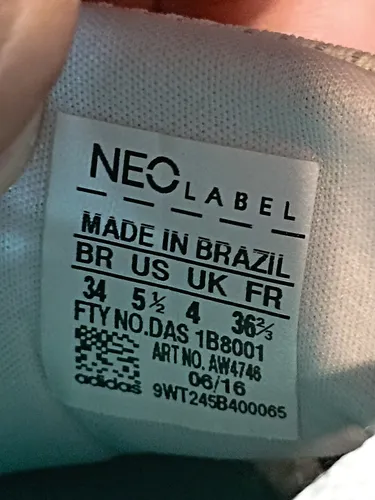 NEO LABEL
MADE IN BRAZIL
BR US UK FR
34 5½ 4 36⅔
FTY NO.DAS 1B8001
ART NO. AW4746
06/16
adidas 9WT245B400065